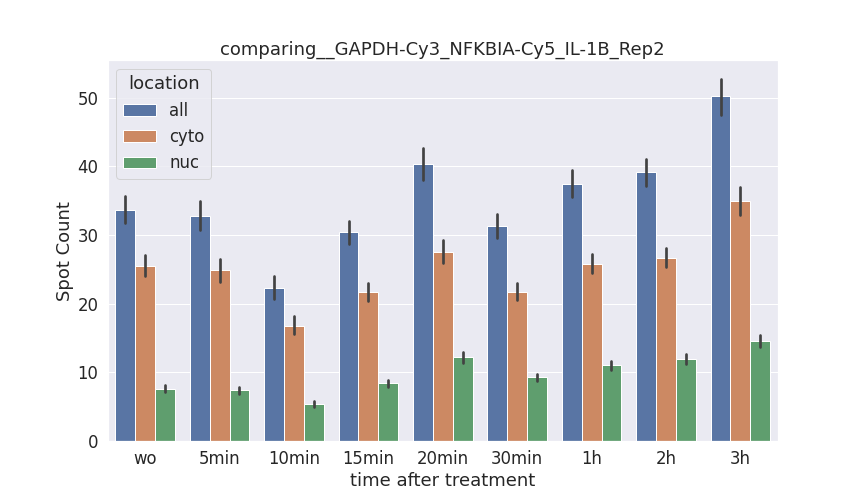 comparing__GAPDH-Cy3_NFKBIA-Cy5_IL-1B_Rep2
location
all
cyto
nuc
Spot Count
50
40
30
20
10
0
wo 5min 10min 15min 20min 30min 1h 2h 3h
time after treatment